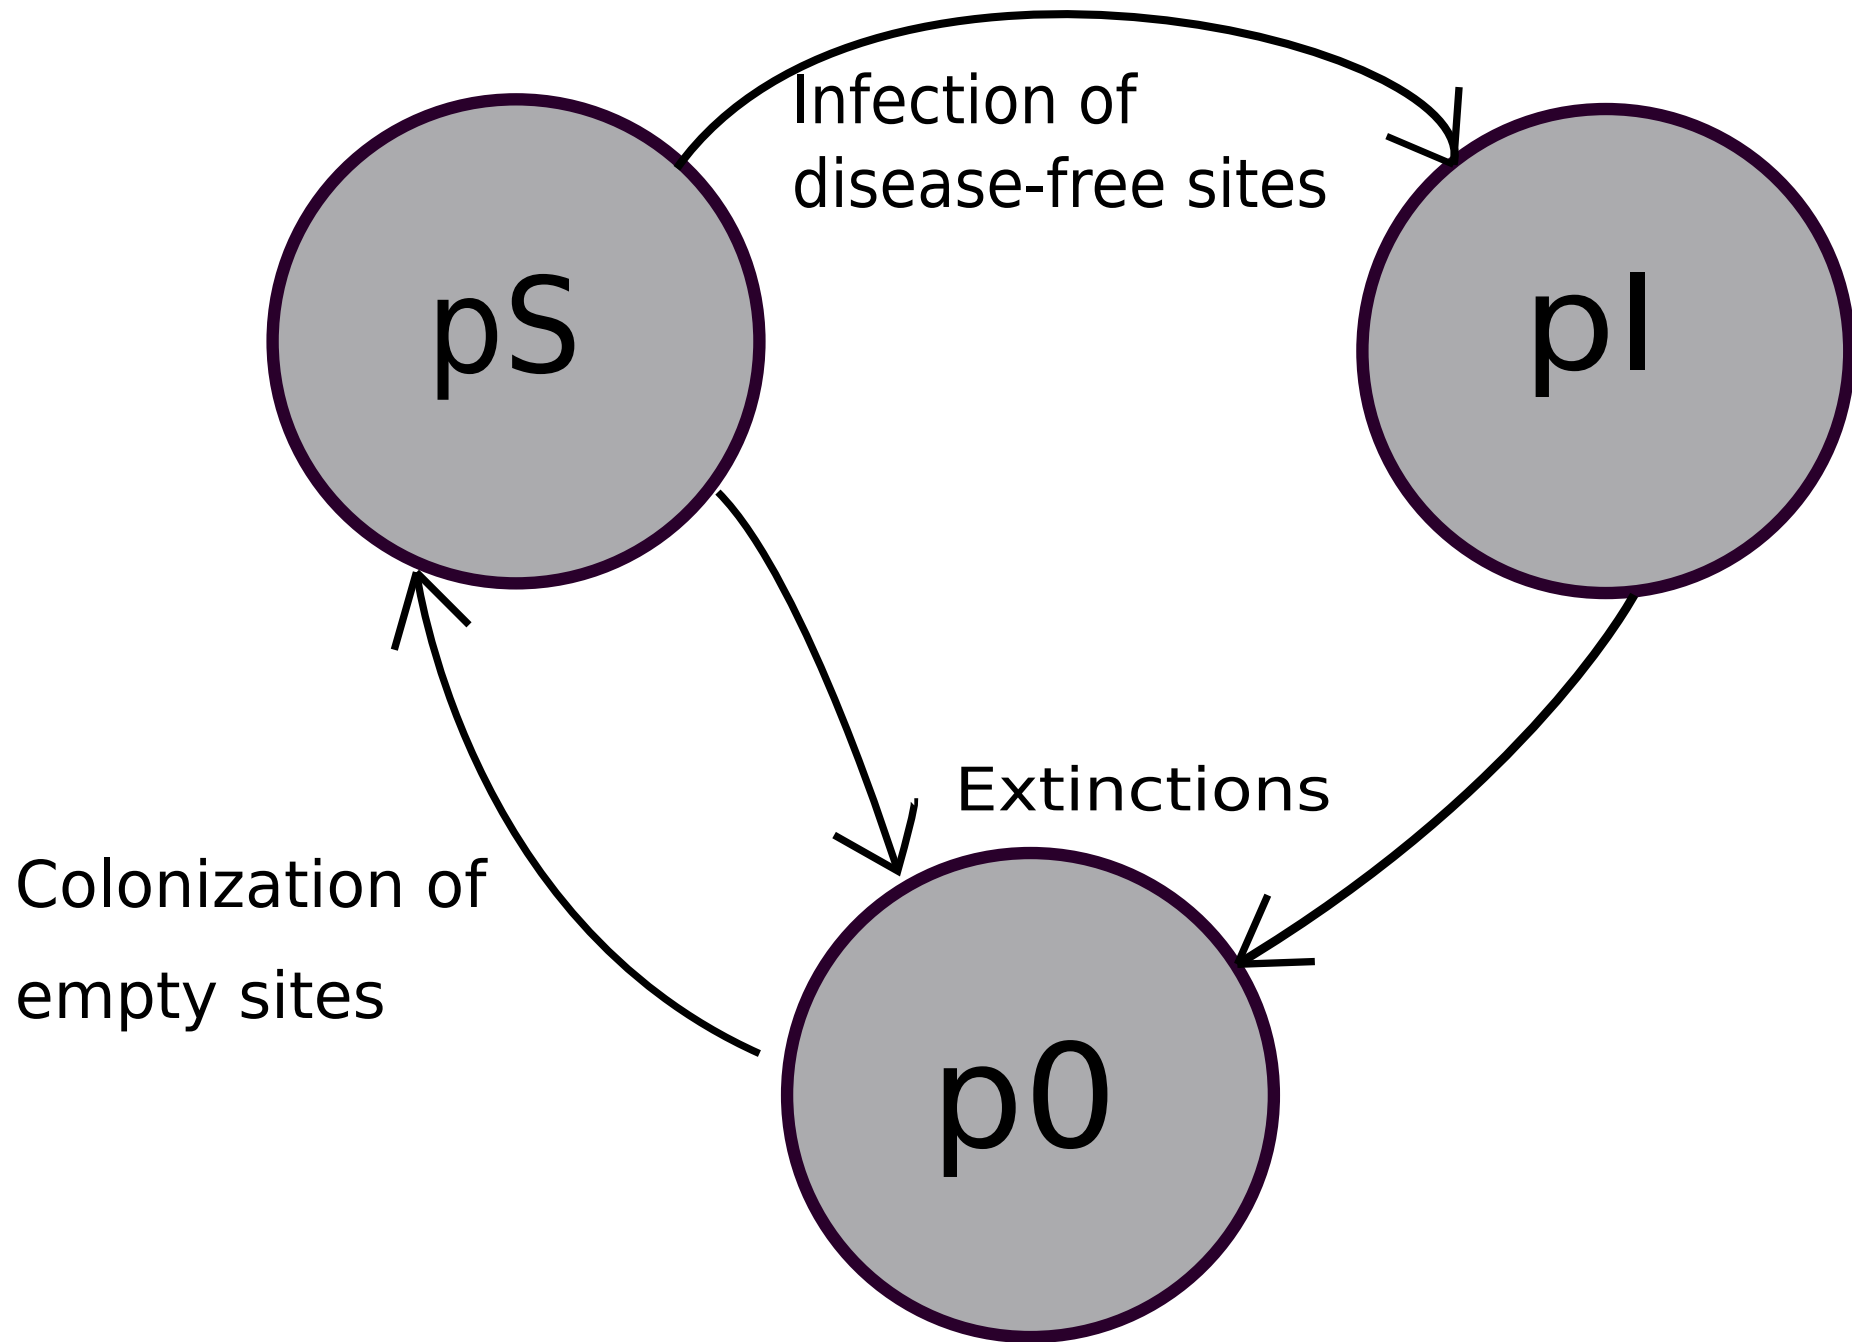 Infection of
disease-free sites
pS
pI
Extinctions
Colonization of
empty sites
p0